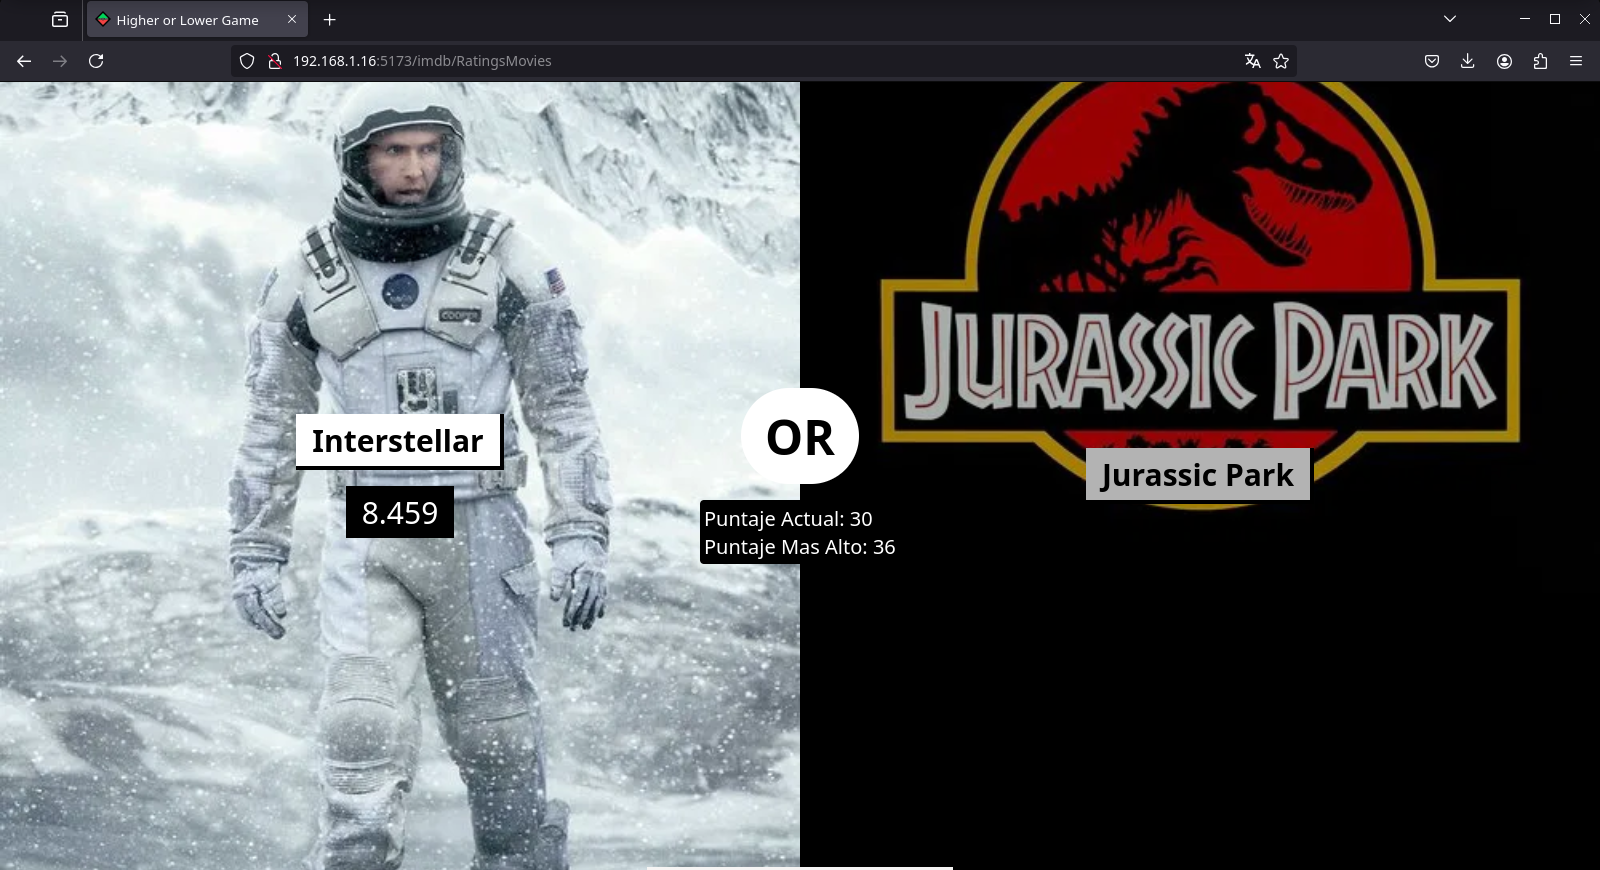 Higher or Lower Game
192.168.1.16:5173/imdb/RatingsMovies
COOPER
JURASSIC PARK
Interstellar
OR
Jurassic Park
8.459
Puntaje Actual: 30
Puntaje Mas Alto: 36